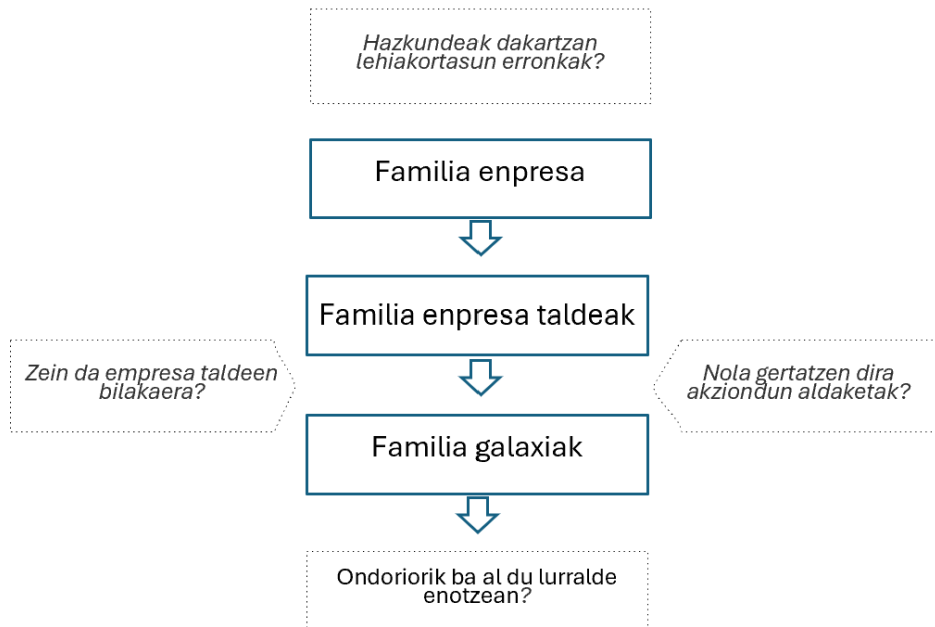 Hazkundeak dakartzan
lehiakortasun erronkak?
Familia enpresa
Familia enpresa taldeak
Zein da empresa taldeen
bilakaera?
Nola gertatzen dira
akziondun aldaketak?
Familia galaxiak
Ondoriorik ba al du lurralde
enotzean?